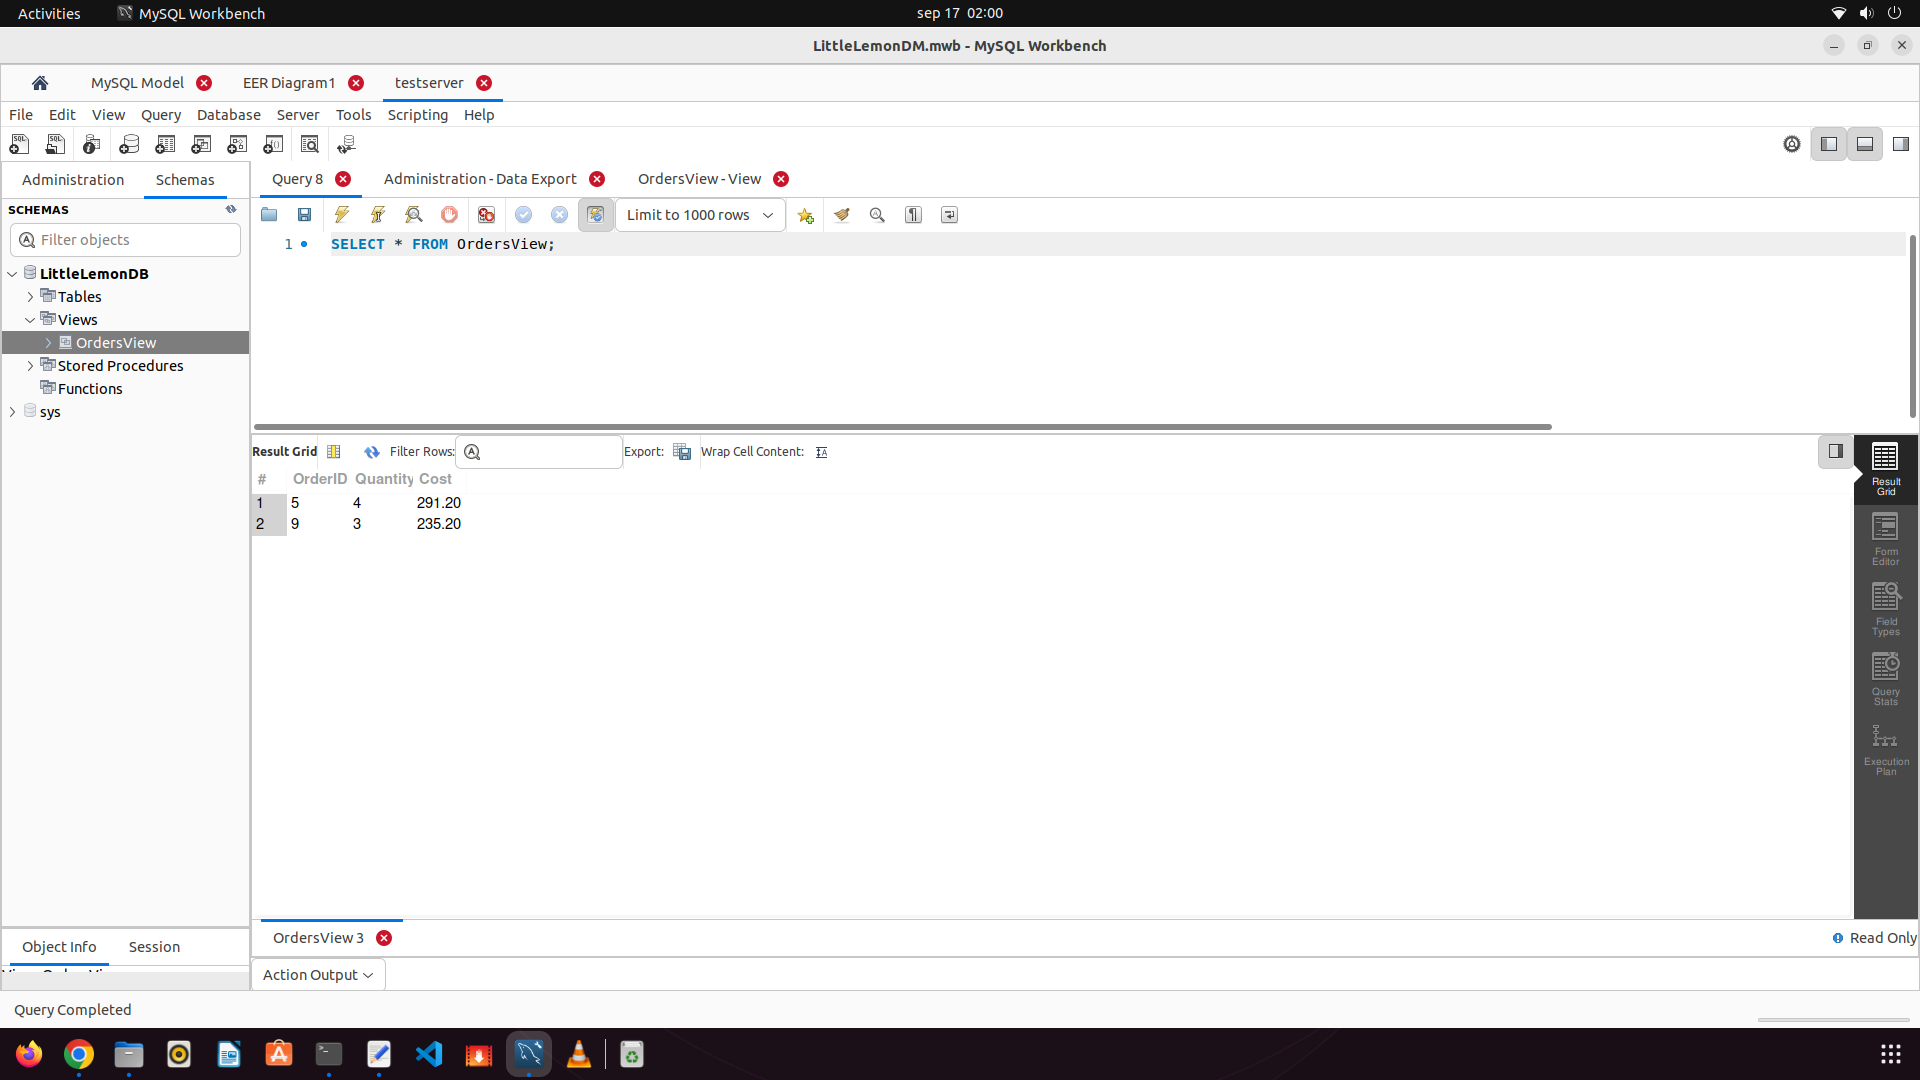 Activities
MySQL Workbench
sep 17 02:00
LittleLemonDM.mwb - MySQL Workbench
MySQL Model
EER Diagram1
testserver
File Edit View Query Database Server Tools Scripting Help
Administration
Schemas
Query 8
Administration - Data Export
OrdersView - View
SCHEMAS
Limit to 1000 rows
Filter objects
1
SELECT * FROM OrdersView;
LittleLemonDB
Tables
Views
OrdersView
Stored Procedures
Functions
sys
Result Grid
Filter Rows:
Export:
Wrap Cell Content:
# OrderID Quantity Cost
1 5 4 291.20
2 9 3 235.20
Result
Grid
Form
Editor
Field
Types
Query
Stats
Execution
Plan
OrdersView 3
Read Only
Object Info
Session
Action Output
Query Completed